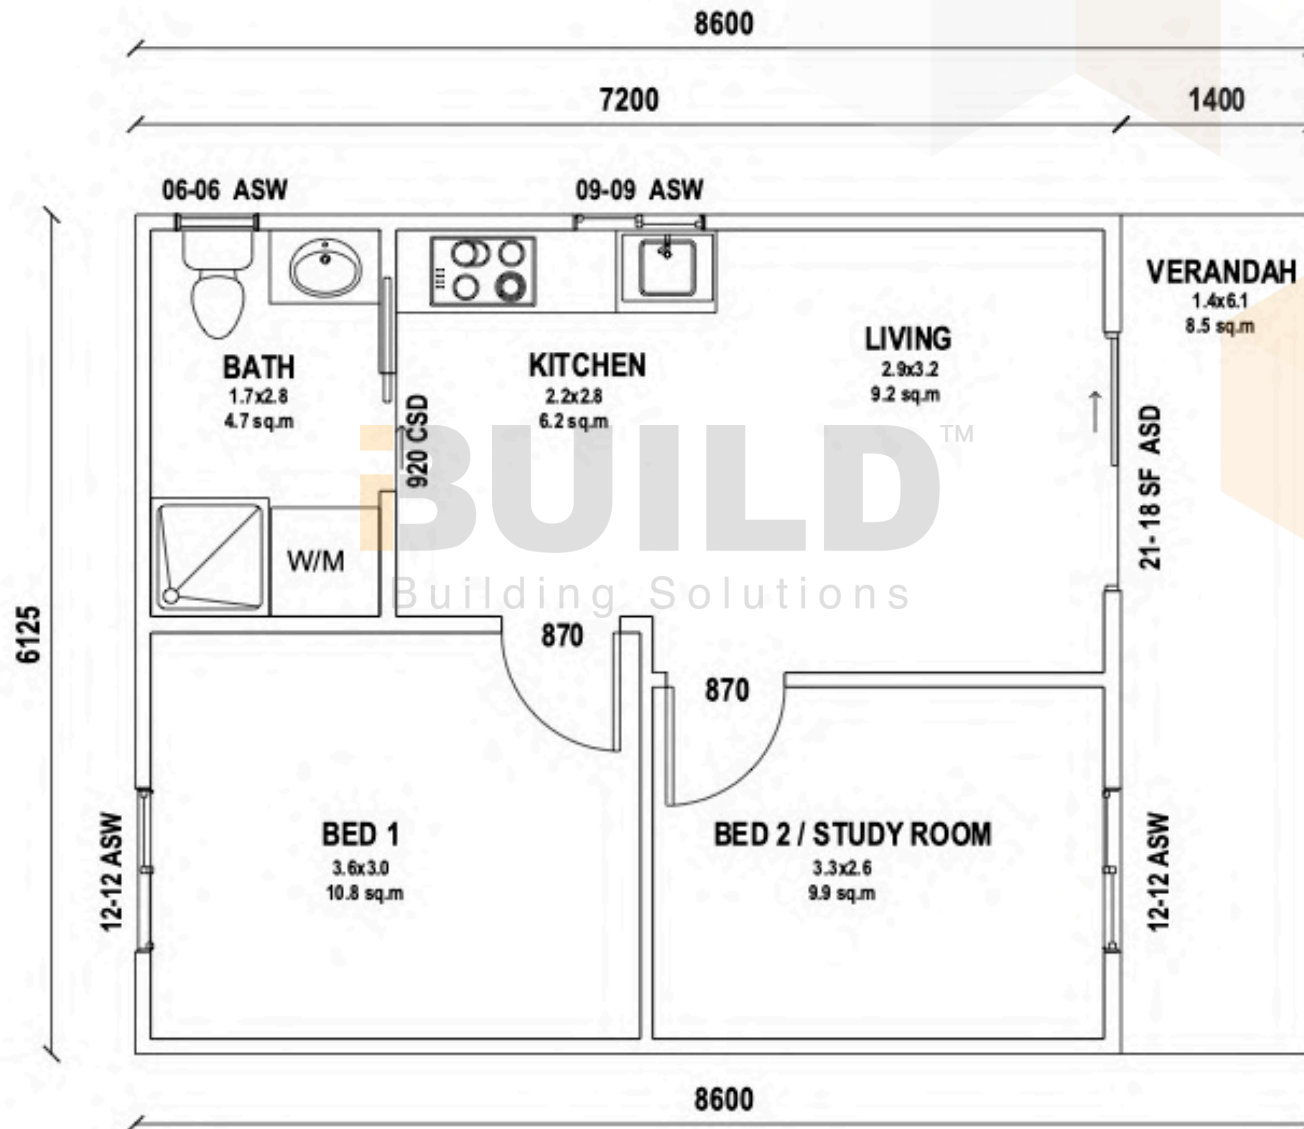 8600
7200
1400
06-06 ASW
09-09 ASW
VERANDAH
1.4x6.1
8.5 sq.m
LIVING
2.9x3.2
9.2 sq.m
KITCHEN
2.2x2.8
6.2 sq.m
BATH
1.7x2.8
4.7 sq.m
920 CSD
21- 18 SF ASD
iBUILD™
Building Solutions
W/M
6125
870
870
BED 1
3.6x3.0
10.8 sq.m
BED 2 / STUDY ROOM
3.3x2.6
9.9 sq.m
12-12 ASW
12-12 ASW
8600